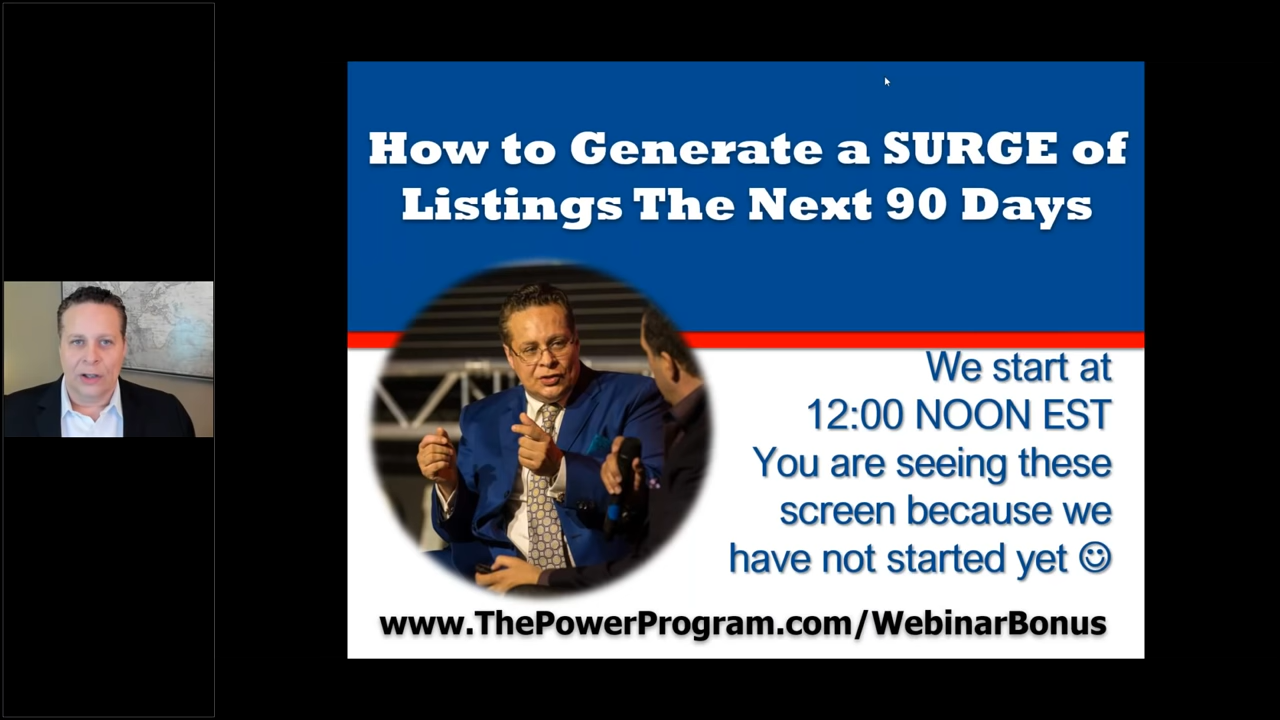 How to Generate a SURGE of
Listings The Next 90 Days
We start at
12:00 NOON EST
You are seeing these
screen because we
have not started yet ☺
www.ThePowerProgram.com/WebinarBonus